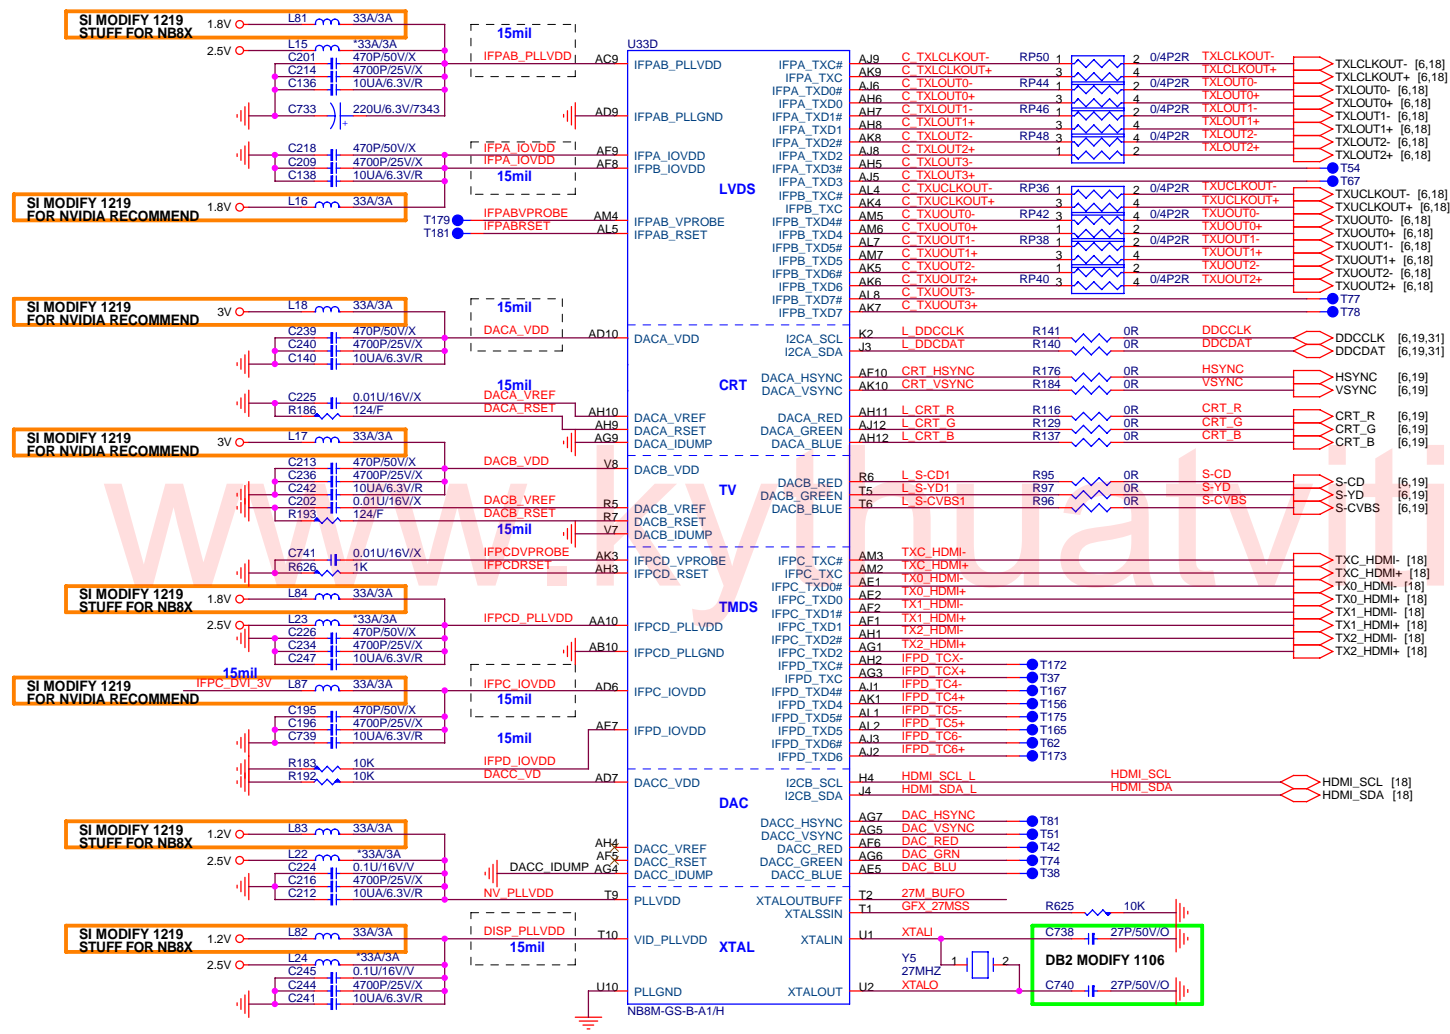 SI MODIFY 1219
STUFF FOR NB8X
1.8V L81 33A/3A
2.5V L15 *33A/3A
C201 470P/50V/X
C214 4700P/25V/X
C136 10UA/6.3V/R
C733 220U/6.3V/7343
+
15mil
IFPAB_PLLVDD AC9
AD9
C218 470P/50V/X
C209 4700P/25V/X
C138 10UA/6.3V/R
IFPA_IOVDD AF9
IFPA_IOVDD AF8
15mil
SI MODIFY 1219
FOR NVIDIA RECOMMEND
1.8V L16 33A/3A
T179 IFPABVPROBE AM4
T181 IFPABRSET AL5
SI MODIFY 1219
FOR NVIDIA RECOMMEND
3V L18 33A/3A
15mil
C239 470P/50V/X
C240 4700P/25V/X
C140 10UA/6.3V/R
DACA_VDD AD10
15mil
C225 0.01U/16V/X DACA_VREF AH10
R186 124/F DACA_RSET AH9
AG9
SI MODIFY 1219
FOR NVIDIA RECOMMEND
3V L17 33A/3A
C213 470P/50V/X
C236 4700P/25V/X
C242 10UA/6.3V/R
C202 0.01U/16V/X
R193 124/F
DACB_VDD V8
DACB_VREF R5
DACB_RSET R7
15mil V7
C741 0.01U/16V/X IFPCDVPROBE AK3
R626 1K IFPCDRSET AH3
SI MODIFY 1219
STUFF FOR NB8X
1.8V L84 33A/3A
2.5V L23 *33A/3A
C226 470P/50V/X
C234 4700P/25V/X
C247 10UA/6.3V/R
IFPCD_PLLVDD AA10
AB10
15mil
IFPC_DVI_3V
SI MODIFY 1219
FOR NVIDIA RECOMMEND
L87 33A/3A
IFPC_IOVDD AD6
15mil
C195 470P/50V/X
C196 4700P/25V/X
C739 10UA/6.3V/R
AE7
15mil
R183 10K IFPD_IOVDD
R192 10K DACC_VD AD7
SI MODIFY 1219
STUFF FOR NB8X
1.2V L83 33A/3A
2.5V L22 *33A/3A
C224 0.1U/16V/V
C216 4700P/25V/X
C212 10UA/6.3V/R
AH4
AF5
DACC_IDUMP AG4
NV_PLLVDD T9
SI MODIFY 1219
STUFF FOR NB8X
1.2V L82 33A/3A
2.5V L24 *33A/3A
C245 0.1U/16V/V
C244 4700P/25V/X
C241 10UA/6.3V/R
DISP_PLLVDD T10
15mil
U10
U33D
IFPAB_PLLVDD
IFPAB_PLLGND
IFPA_IOVDD
IFPB_IOVDD
IFPAB_VPROBE
IFPAB_RSET
DACA_VDD
DACA_VREF
DACA_RSET
DACA_IDUMP
DACB_VDD
DACB_VREF
DACB_RSET
DACB_IDUMP
IFPCD_VPROBE
IFPCD_RSET
IFPCD_PLLVDD
IFPCD_PLLGND
IFPC_IOVDD
IFPD_IOVDD
DACC_VDD
DACC_VREF
DACC_RSET
DACC_IDUMP
PLLVDD
VID_PLLVDD
PLLGND
LVDS
CRT
TV
TMDS
DAC
XTAL
NB8M-GS-B-A1/H
IFPA_TXC# AJ9 C_TXLCLKOUT- RP50 1 2 0/4P2R TXLCLKOUT- TXLCLKOUT- [6,18]
IFPA_TXC AK9 C_TXLCLKOUT+ 3 4 TXLCLKOUT+ TXLCLKOUT+ [6,18]
IFPA_TXD0# AJ6 C_TXLOUT0- RP44 1 2 0/4P2R TXLOUT0- TXLOUT0- [6,18]
IFPA_TXD0 AH6 C_TXLOUT0+ 3 4 TXLOUT0+ TXLOUT0+ [6,18]
IFPA_TXD1# AH7 C_TXLOUT1- RP46 1 2 0/4P2R TXLOUT1- TXLOUT1- [6,18]
IFPA_TXD1 AH8 C_TXLOUT1+ 3 4 TXLOUT1+ TXLOUT1+ [6,18]
IFPA_TXD2# AK8 C_TXLOUT2- RP48 3 4 0/4P2R TXLOUT2- TXLOUT2- [6,18]
IFPA_TXD2 AJ8 C_TXLOUT2+ 1 2 TXLOUT2+ TXLOUT2+ [6,18]
IFPA_TXD3# AH5 C_TXLOUT3- T54
IFPA_TXD3 AJ5 C_TXLOUT3+ T67
IFPB_TXC# AL4 C_TXUCLKOUT- RP36 1 2 0/4P2R TXUCLKOUT- TXUCLKOUT- [6,18]
IFPB_TXC AK4 C_TXUCLKOUT+ 3 4 TXUCLKOUT+ TXUCLKOUT+ [6,18]
IFPB_TXD4# AM5 C_TXUOUT0- RP42 3 4 0/4P2R TXUOUT0- TXUOUT0- [6,18]
IFPB_TXD4 AM6 C_TXUOUT0+ 1 2 TXUOUT0+ TXUOUT0+ [6,18]
IFPB_TXD5# AL7 C_TXUOUT1- RP38 1 2 0/4P2R TXUOUT1- TXUOUT1- [6,18]
IFPB_TXD5 AM7 C_TXUOUT1+ 3 4 TXUOUT1+ TXUOUT1+ [6,18]
IFPB_TXD6# AK5 C_TXUOUT2- 1 2 TXUOUT2- TXUOUT2- [6,18]
IFPB_TXD6 AK6 C_TXUOUT2+ RP40 3 4 0/4P2R TXUOUT2+ TXUOUT2+ [6,18]
IFPB_TXD7# AL8 C_TXUOUT3- T77
IFPB_TXD7 AK7 C_TXUOUT3+ T78
I2CA_SCL K2 L_DDCCLK R141 0R DDCCLK DDCCLK [6,19,31]
I2CA_SDA J3 L_DDCDAT R140 0R DDCDAT DDCDAT [6,19,31]
DACA_HSYNC AF10 CRT_HSYNC R176 0R HSYNC HSYNC [6,19]
DACA_VSYNC AK10 CRT_VSYNC R184 0R VSYNC VSYNC [6,19]
DACA_RED AH11 L_CRT_R R116 0R CRT_R CRT_R [6,19]
DACA_GREEN AJ12 L_CRT_G R129 0R CRT_G CRT_G [6,19]
DACA_BLUE AH12 L_CRT_B R137 0R CRT_B CRT_B [6,19]
DACB_RED R6 L_S-CD1 R95 0R S-CD S-CD [6,19]
DACB_GREEN T5 L_S-YD1 R97 0R S-YD S-YD [6,19]
DACB_BLUE T6 L_S-CVBS1 R96 0R S-CVBS S-CVBS [6,19]
IFPC_TXC# AM3 TXC_HDMI- TXC_HDMI- [18]
IFPC_TXC AM2 TXC_HDMI+ TXC_HDMI+ [18]
IFPC_TXD0# AE1 TX0_HDMI- TX0_HDMI- [18]
IFPC_TXD0 AE2 TX0_HDMI+ TX0_HDMI+ [18]
IFPC_TXD1# AF2 TX1_HDMI- TX1_HDMI- [18]
IFPC_TXD1 AF1 TX1_HDMI+ TX1_HDMI+ [18]
IFPC_TXD2# AH1 TX2_HDMI- TX2_HDMI- [18]
IFPC_TXD2 AG1 TX2_HDMI+ TX2_HDMI+ [18]
IFPD_TXC# AH2 IFPD_TCX- T172
IFPD_TXC AG3 IFPD_TCX+ T37
IFPD_TXD4# AJ1 IFPD_TC4- T167
IFPD_TXD4 AK1 IFPD_TC4+ T156
IFPD_TXD5# AL1 IFPD_TC5- T175
IFPD_TXD5 AL2 IFPD_TC5+ T165
IFPD_TXD6# AJ3 IFPD_TC6- T62
IFPD_TXD6 AJ2 IFPD_TC6+ T173
I2CB_SCL H4 HDMI_SCL_L HDMI_SCL HDMI_SCL [18]
I2CB_SDA J4 HDMI_SDA_L HDMI_SDA HDMI_SDA [18]
DACC_HSYNC AG7 DAC_HSYNC T81
DACC_VSYNC AG5 DAC_VSYNC T51
DACC_RED AF6 DAC_RED T42
DACC_GREEN AG6 DAC_GRN T74
DACC_BLUE AE5 DAC_BLU T38
XTALOUTBUFF T2 27M_BUFO
XTALSSIN T1 GFX_27MSS R625 10K
XTALIN U1 XTALI C738 27P/50V/O
Y5
27MHZ
1 2
DB2 MODIFY 1106
XTALOUT U2 XTALO C740 27P/50V/O
www.kythuatviti